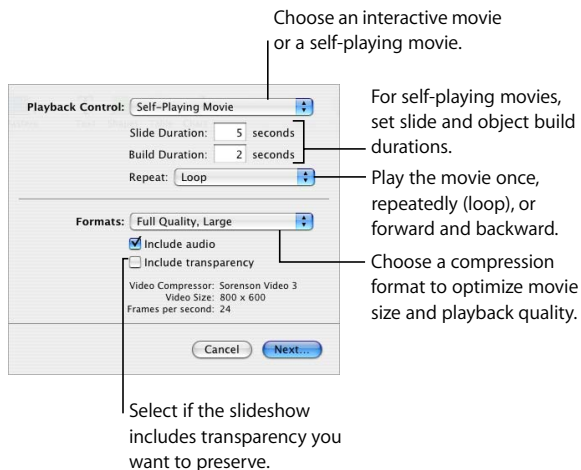 Choose an interactive movie
or a self-playing movie.
Playback Control: Self-Playing Movie
Slide Duration: 5 seconds
Build Duration: 2 seconds
Repeat: Loop
For self-playing movies,
set slide and object build
durations.
Play the movie once,
repeatedly (loop), or
forward and backward.
Formats: Full Quality, Large
Include audio
Include transparency
Video Compressor: Sorenson Video 3
Video Size: 800 x 600
Frames per second: 24
Choose a compression
format to optimize movie
size and playback quality.
Cancel Next...
Select if the slideshow
includes transparency you
want to preserve.